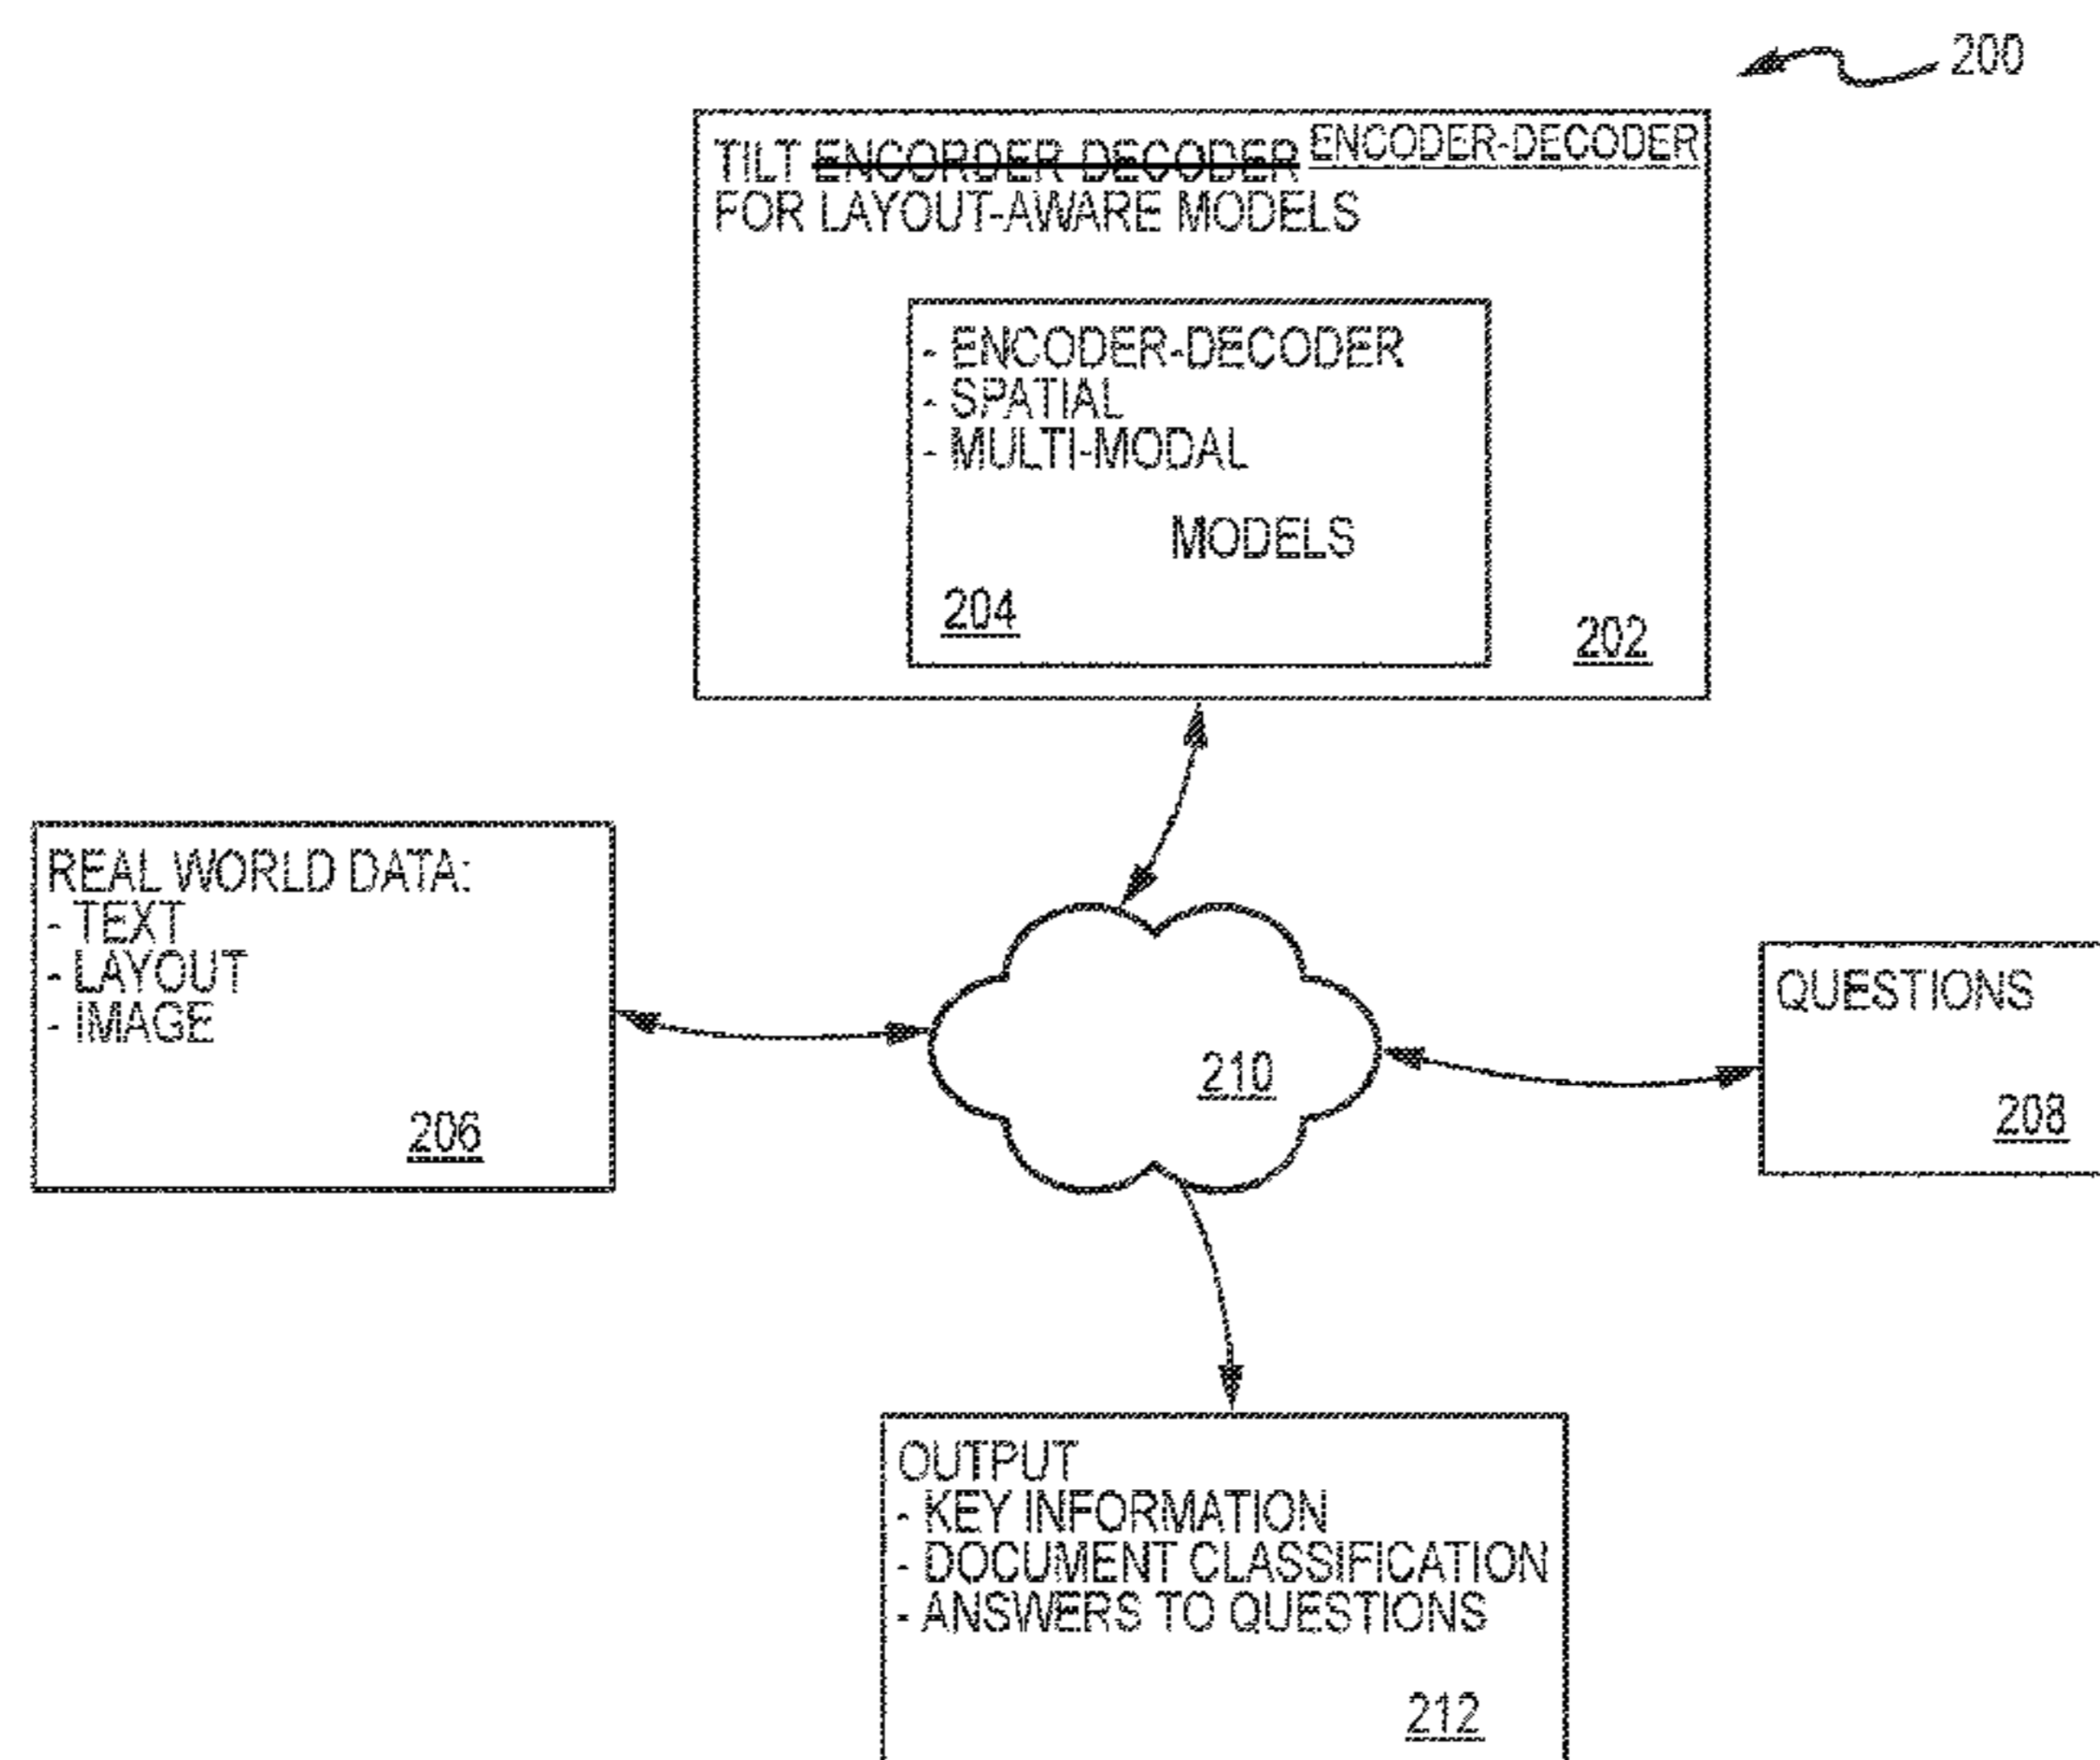 200
TILT ENCORDER DECODER ENCODER-DECODER
FOR LAYOUT-AWARE MODELS
- ENCODER-DECODER
- SPATIAL
- MULTI-MODAL
MODELS
204
202
REAL WORLD DATA:
- TEXT
- LAYOUT
- IMAGE
206
210
QUESTIONS
208
OUTPUT
- KEY INFORMATION
- DOCUMENT CLASSIFICATION
- ANSWERS TO QUESTIONS
212